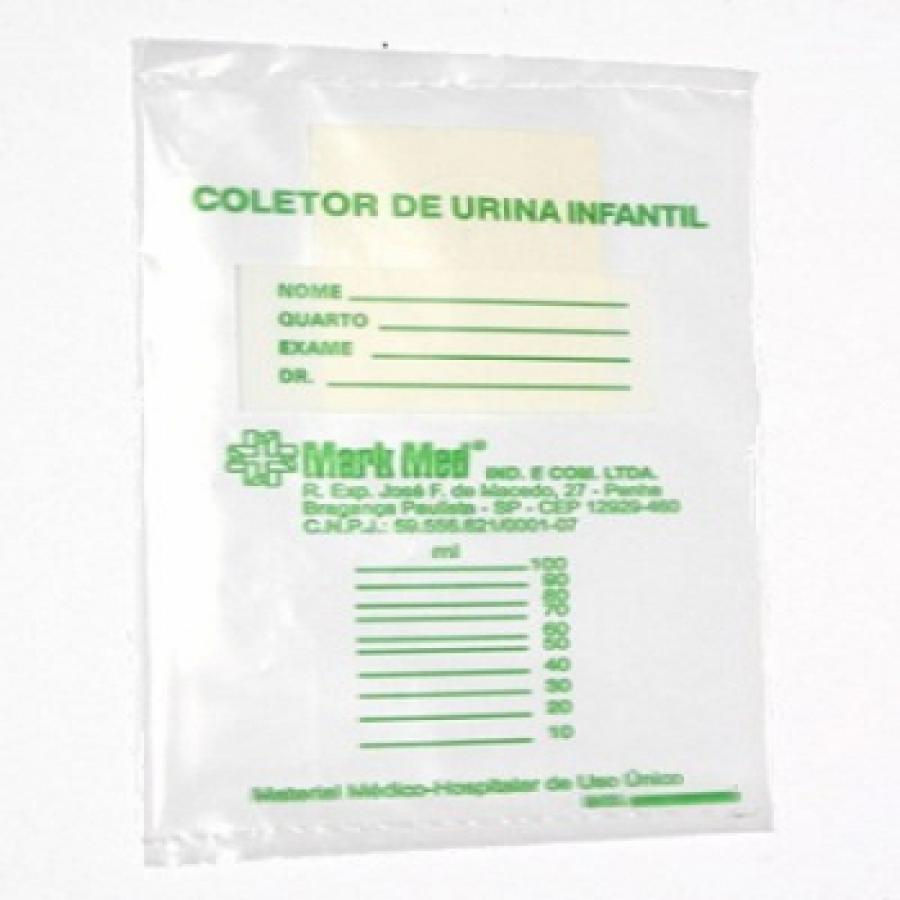 COLETOR DE URINA INFANTIL
NOME
QUARTO
EXAME
DR.
Mark Med® IND. E COM. LTDA.
R. Exp. José F. de Macedo, 27 - Penha
Bragança Paulista - SP - CEP 12929-460
C.N.P.J.: 59.556.621/0001-07
ml
100
90
80
70
60
50
40
30
20
10
Material Médico-Hospitalar de Uso Único